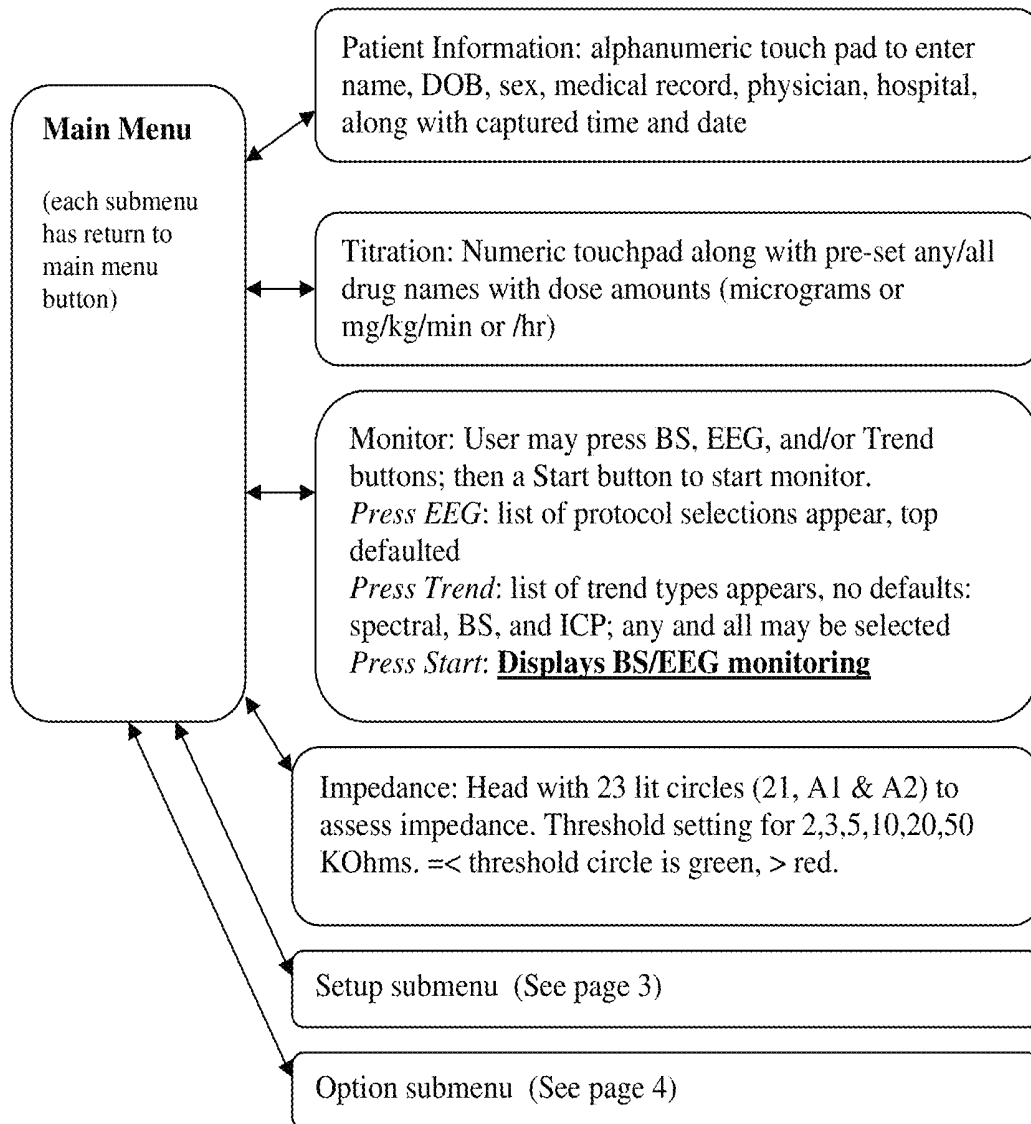 Main Menu
(each submenu
has return to
main menu
button)
Patient Information: alphanumeric touch pad to enter
name, DOB, sex, medical record, physician, hospital,
along with captured time and date
Titration: Numeric touchpad along with pre-set any/all
drug names with dose amounts (micrograms or
mg/kg/min or /hr)
Monitor: User may press BS, EEG, and/or Trend
buttons; then a Start button to start monitor.
Press EEG: list of protocol selections appear, top
defaulted
Press Trend: list of trend types appears, no defaults:
spectral, BS, and ICP; any and all may be selected
Press Start: Displays BS/EEG monitoring
Impedance: Head with 23 lit circles (21, A1 & A2) to
assess impedance. Threshold setting for 2,3,5,10,20,50
KOhms. =< threshold circle is green, > red.
Setup submenu (See page 3)
Option submenu (See page 4)